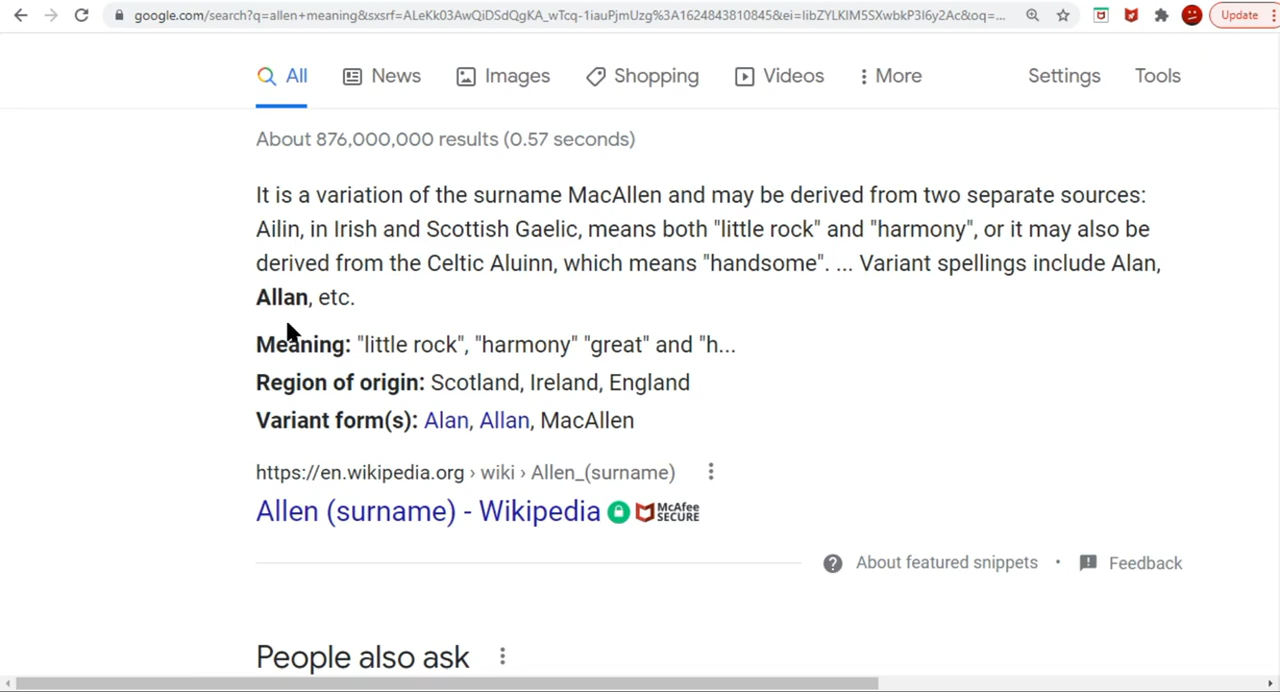 google.com/search?q=allen+meaning&sxsrf=ALeKk03AwQiDSdQgKA_wTcq-1iauPjmUzg%3A1624843810845&ei=IibZYLKlM5SXwbkP3I6y2Ac&oq=... Update
All News Images Shopping Videos More Settings Tools
About 876,000,000 results (0.57 seconds)
It is a variation of the surname MacAllen and may be derived from two separate sources:
Ailin, in Irish and Scottish Gaelic, means both "little rock" and "harmony", or it may also be
derived from the Celtic Aluinn, which means "handsome". ... Variant spellings include Alan,
Allan, etc.
Meaning: "little rock", "harmony" "great" and "h...
Region of origin: Scotland, Ireland, England
Variant form(s): Alan, Allan, MacAllen
https://en.wikipedia.org › wiki › Allen_(surname)
Allen (surname) - Wikipedia McAfee SECURE
About featured snippets • Feedback
People also ask